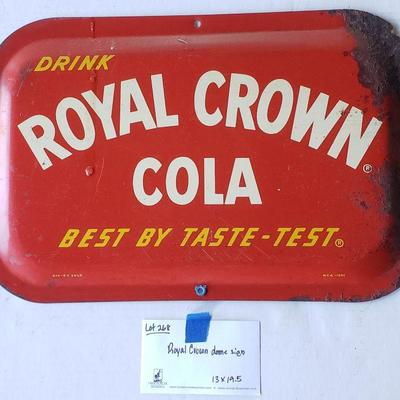 DRINK
ROYAL CROWN®
COLA
BEST BY TASTE-TEST®
Lot 268
Royal Crown dome sign
13 x 19.5